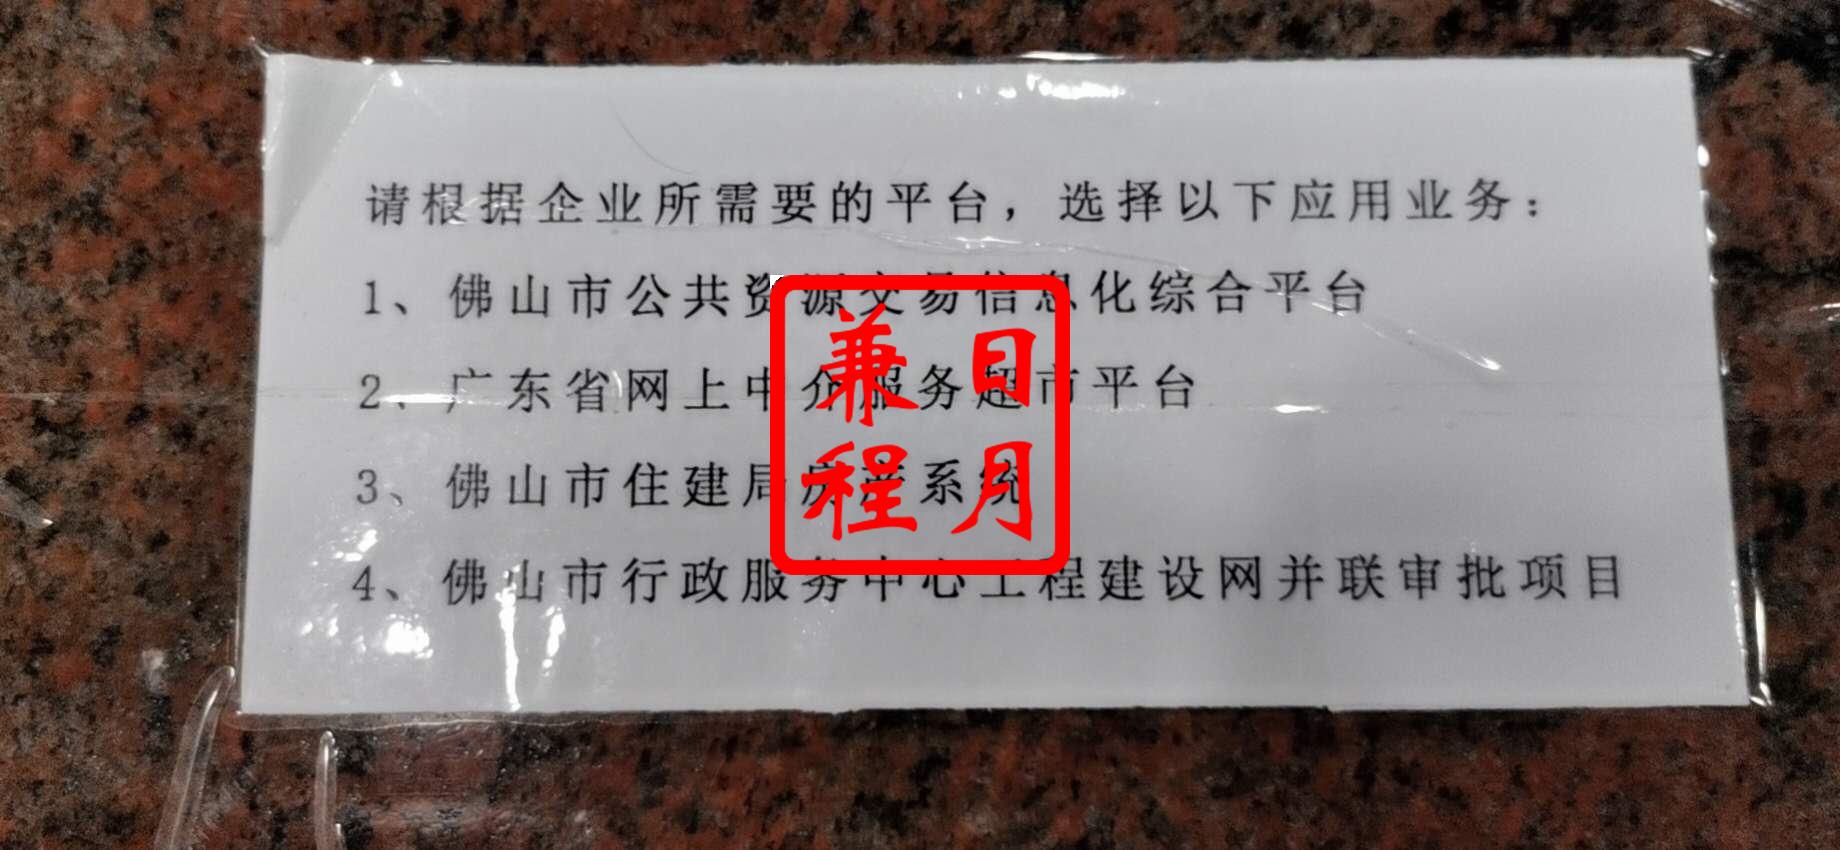 请根据企业所需要的平台，选择以下应用业务：
1、佛山市公共资源交易信息化综合平台
2、广东省网上中介服务超市平台
3、佛山市住建局房产系统
4、佛山市行政服务中心工程建设网并联审批项目
日月
兼程